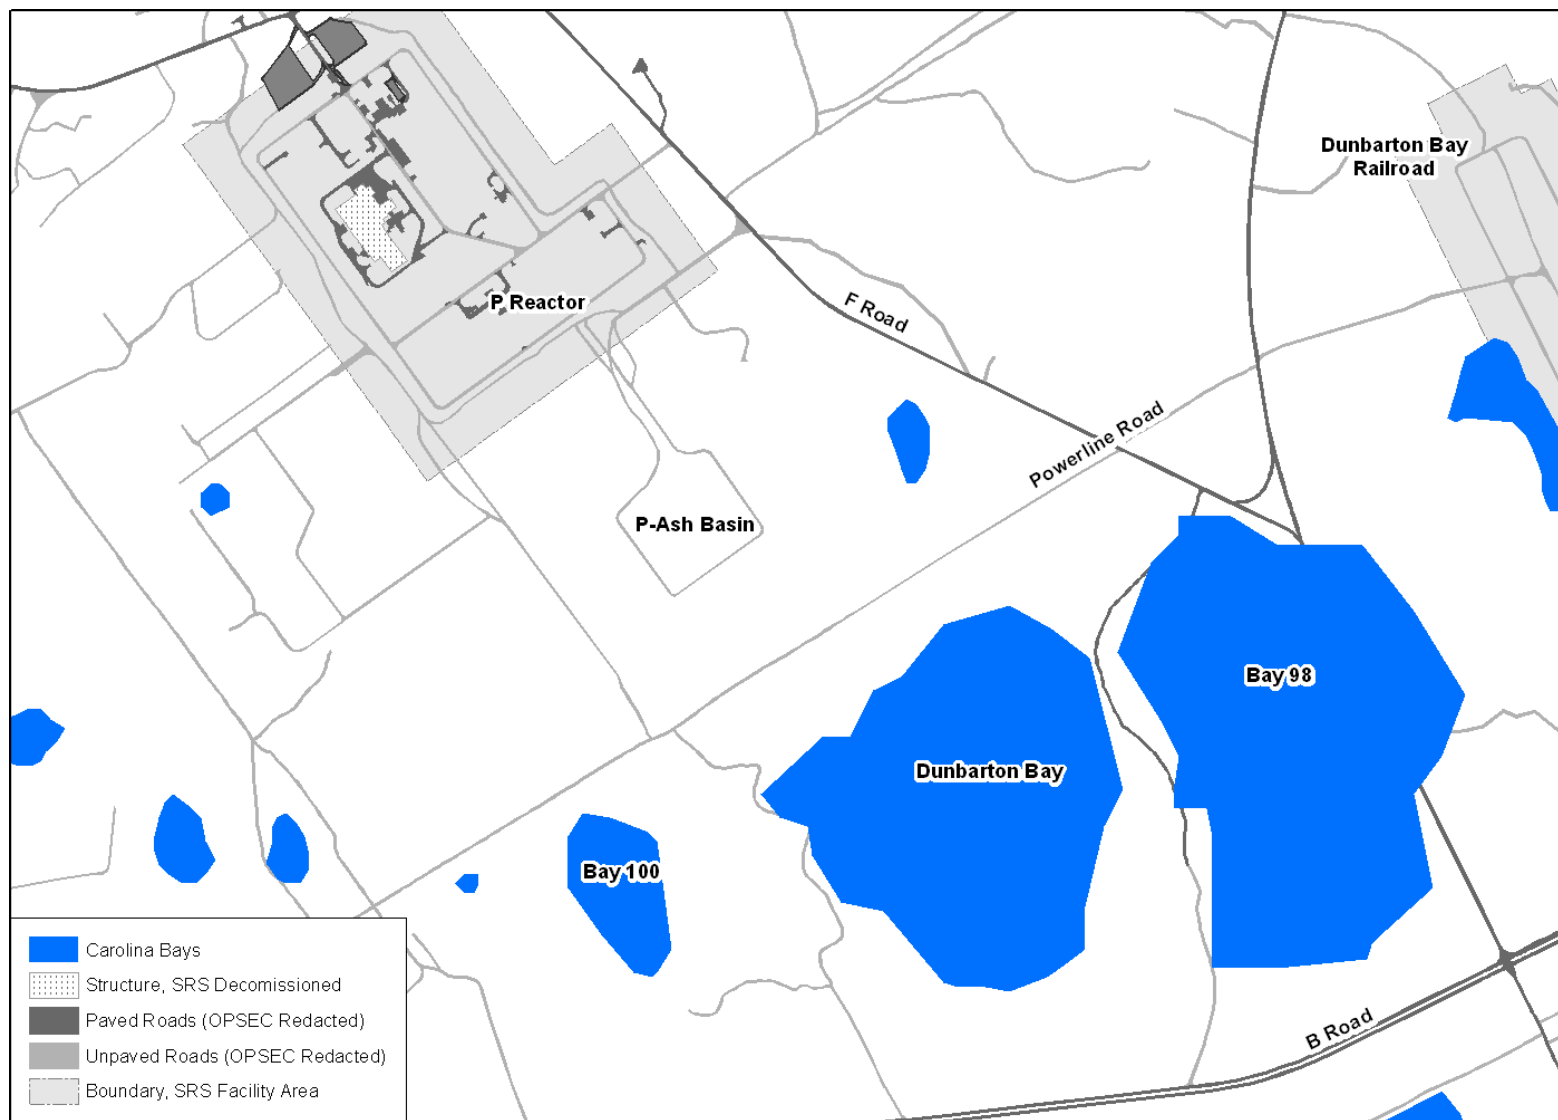 Dunbarton Bay
Railroad
P Reactor
F Road
Powerline Road
P-Ash Basin
Bay 98
Dunbarton Bay
Bay 100
B Road
Carolina Bays
Structure, SRS Decomissioned
Paved Roads (OPSEC Redacted)
Unpaved Roads (OPSEC Redacted)
Boundary, SRS Facility Area